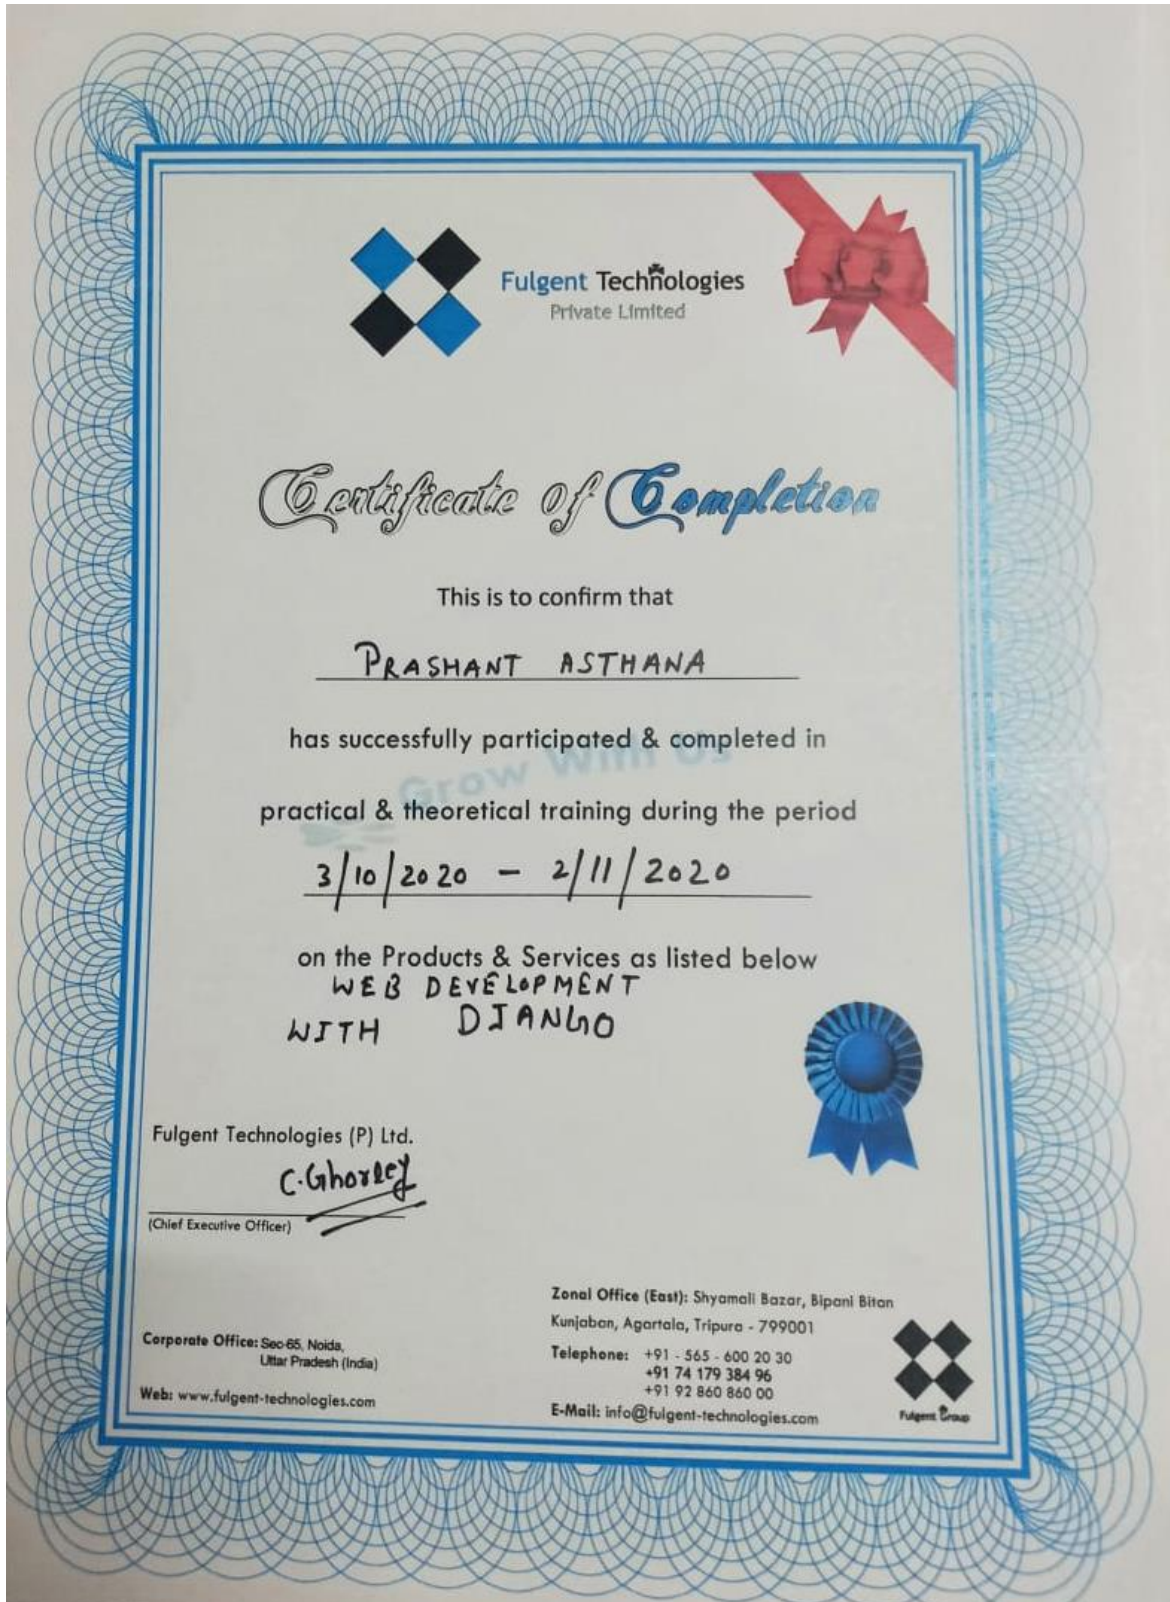 Fulgent Technologies
Private Limited
Certificate of Completion
This is to confirm that
PRASHANT ASTHANA
has successfully participated & completed in
Grow With Us
practical & theoretical training during the period
3/10/2020 - 2/11/2020
on the Products & Services as listed below
WEB DEVELOPMENT
WITH DJANGO
Fulgent Technologies (P) Ltd.
C.Ghorley
(Chief Executive Officer)
Corporate Office: Sec-65, Noida,
Uttar Pradesh (India)
Web: www.fulgent-technologies.com
Zonal Office (East): Shyamali Bazar, Bipani Bitan
Kunjaban, Agartala, Tripura - 799001
Telephone: +91 - 565 - 600 20 30
+91 74 179 384 96
+91 92 860 860 00
E-Mail: info@fulgent-technologies.com
Fulgent Group